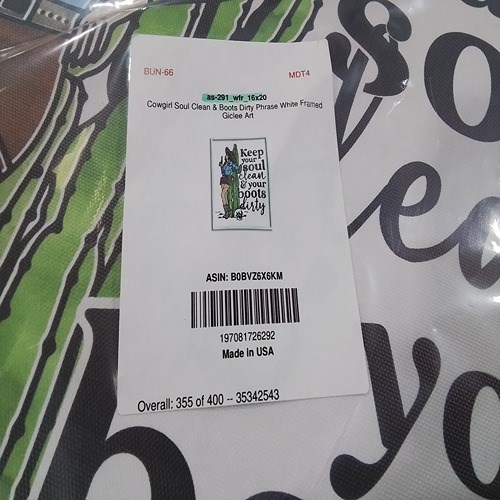 BUN-66
MDT4
as-291_wfr_16x20
Cowgirl Soul Clean & Boots Dirty Phrase White Framed
Giclee Art
Keep
your
soul
clean
& your
boots
dirty
ASIN: B0BVZ6X6KM
197081726292
Made in USA
Overall: 355 of 400 -- 35342543